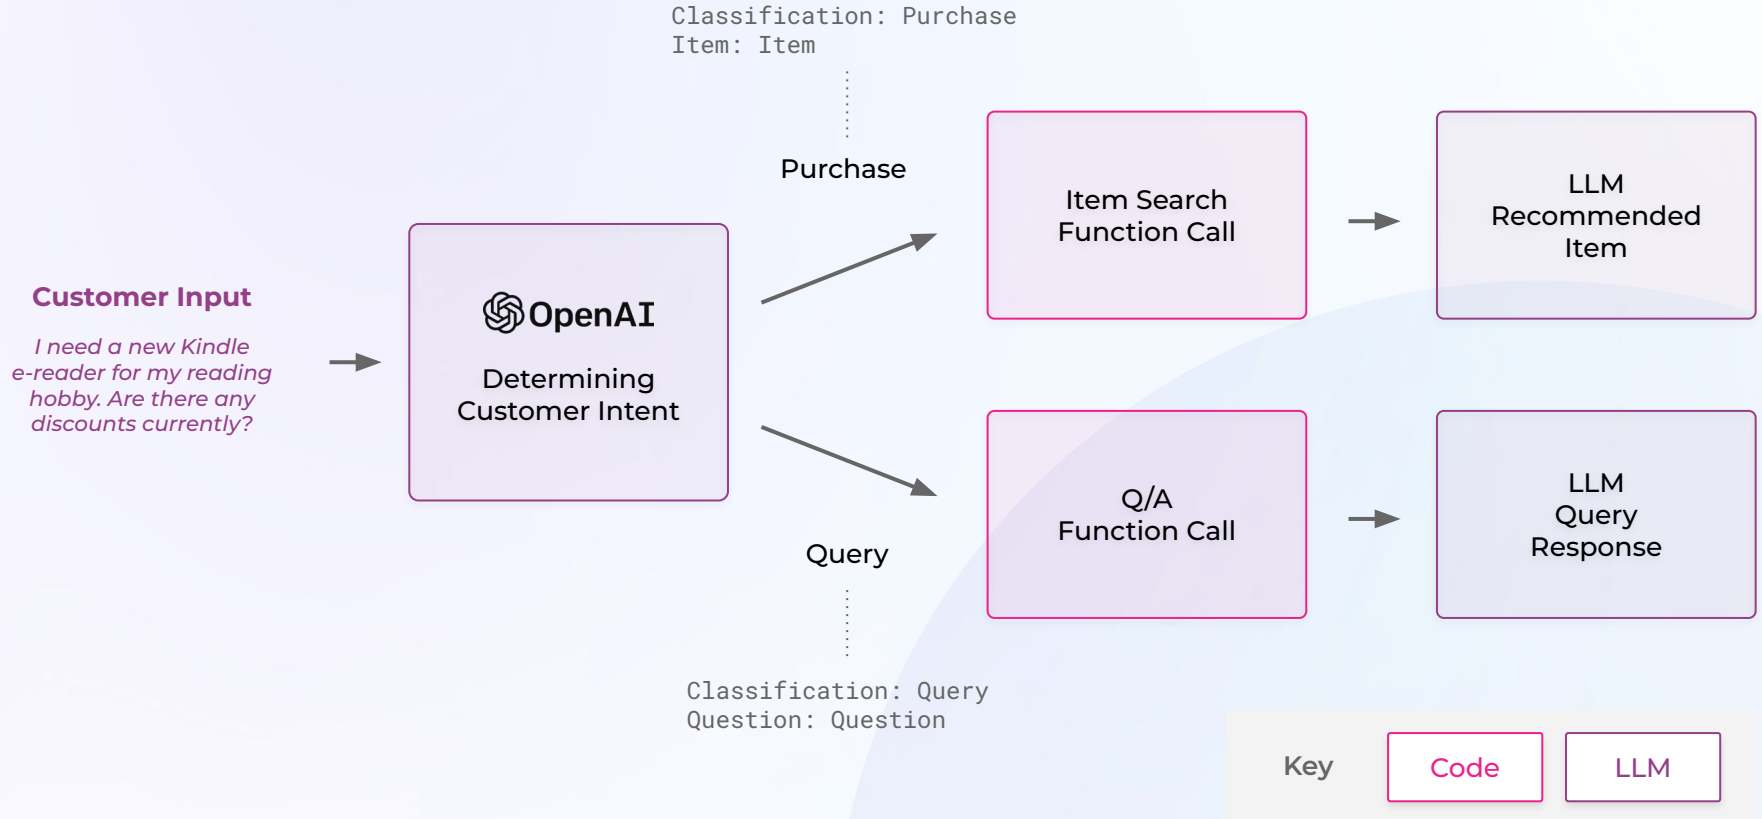 Classification: Purchase
Item: Item
Purchase
Customer Input
I need a new Kindle
e-reader for my reading
hobby. Are there any
discounts currently?
OpenAI
Determining
Customer Intent
Item Search
Function Call
LLM
Recommended
Item
Q/A
Function Call
LLM
Query
Response
Query
Classification: Query
Question: Question
Key
Code
LLM